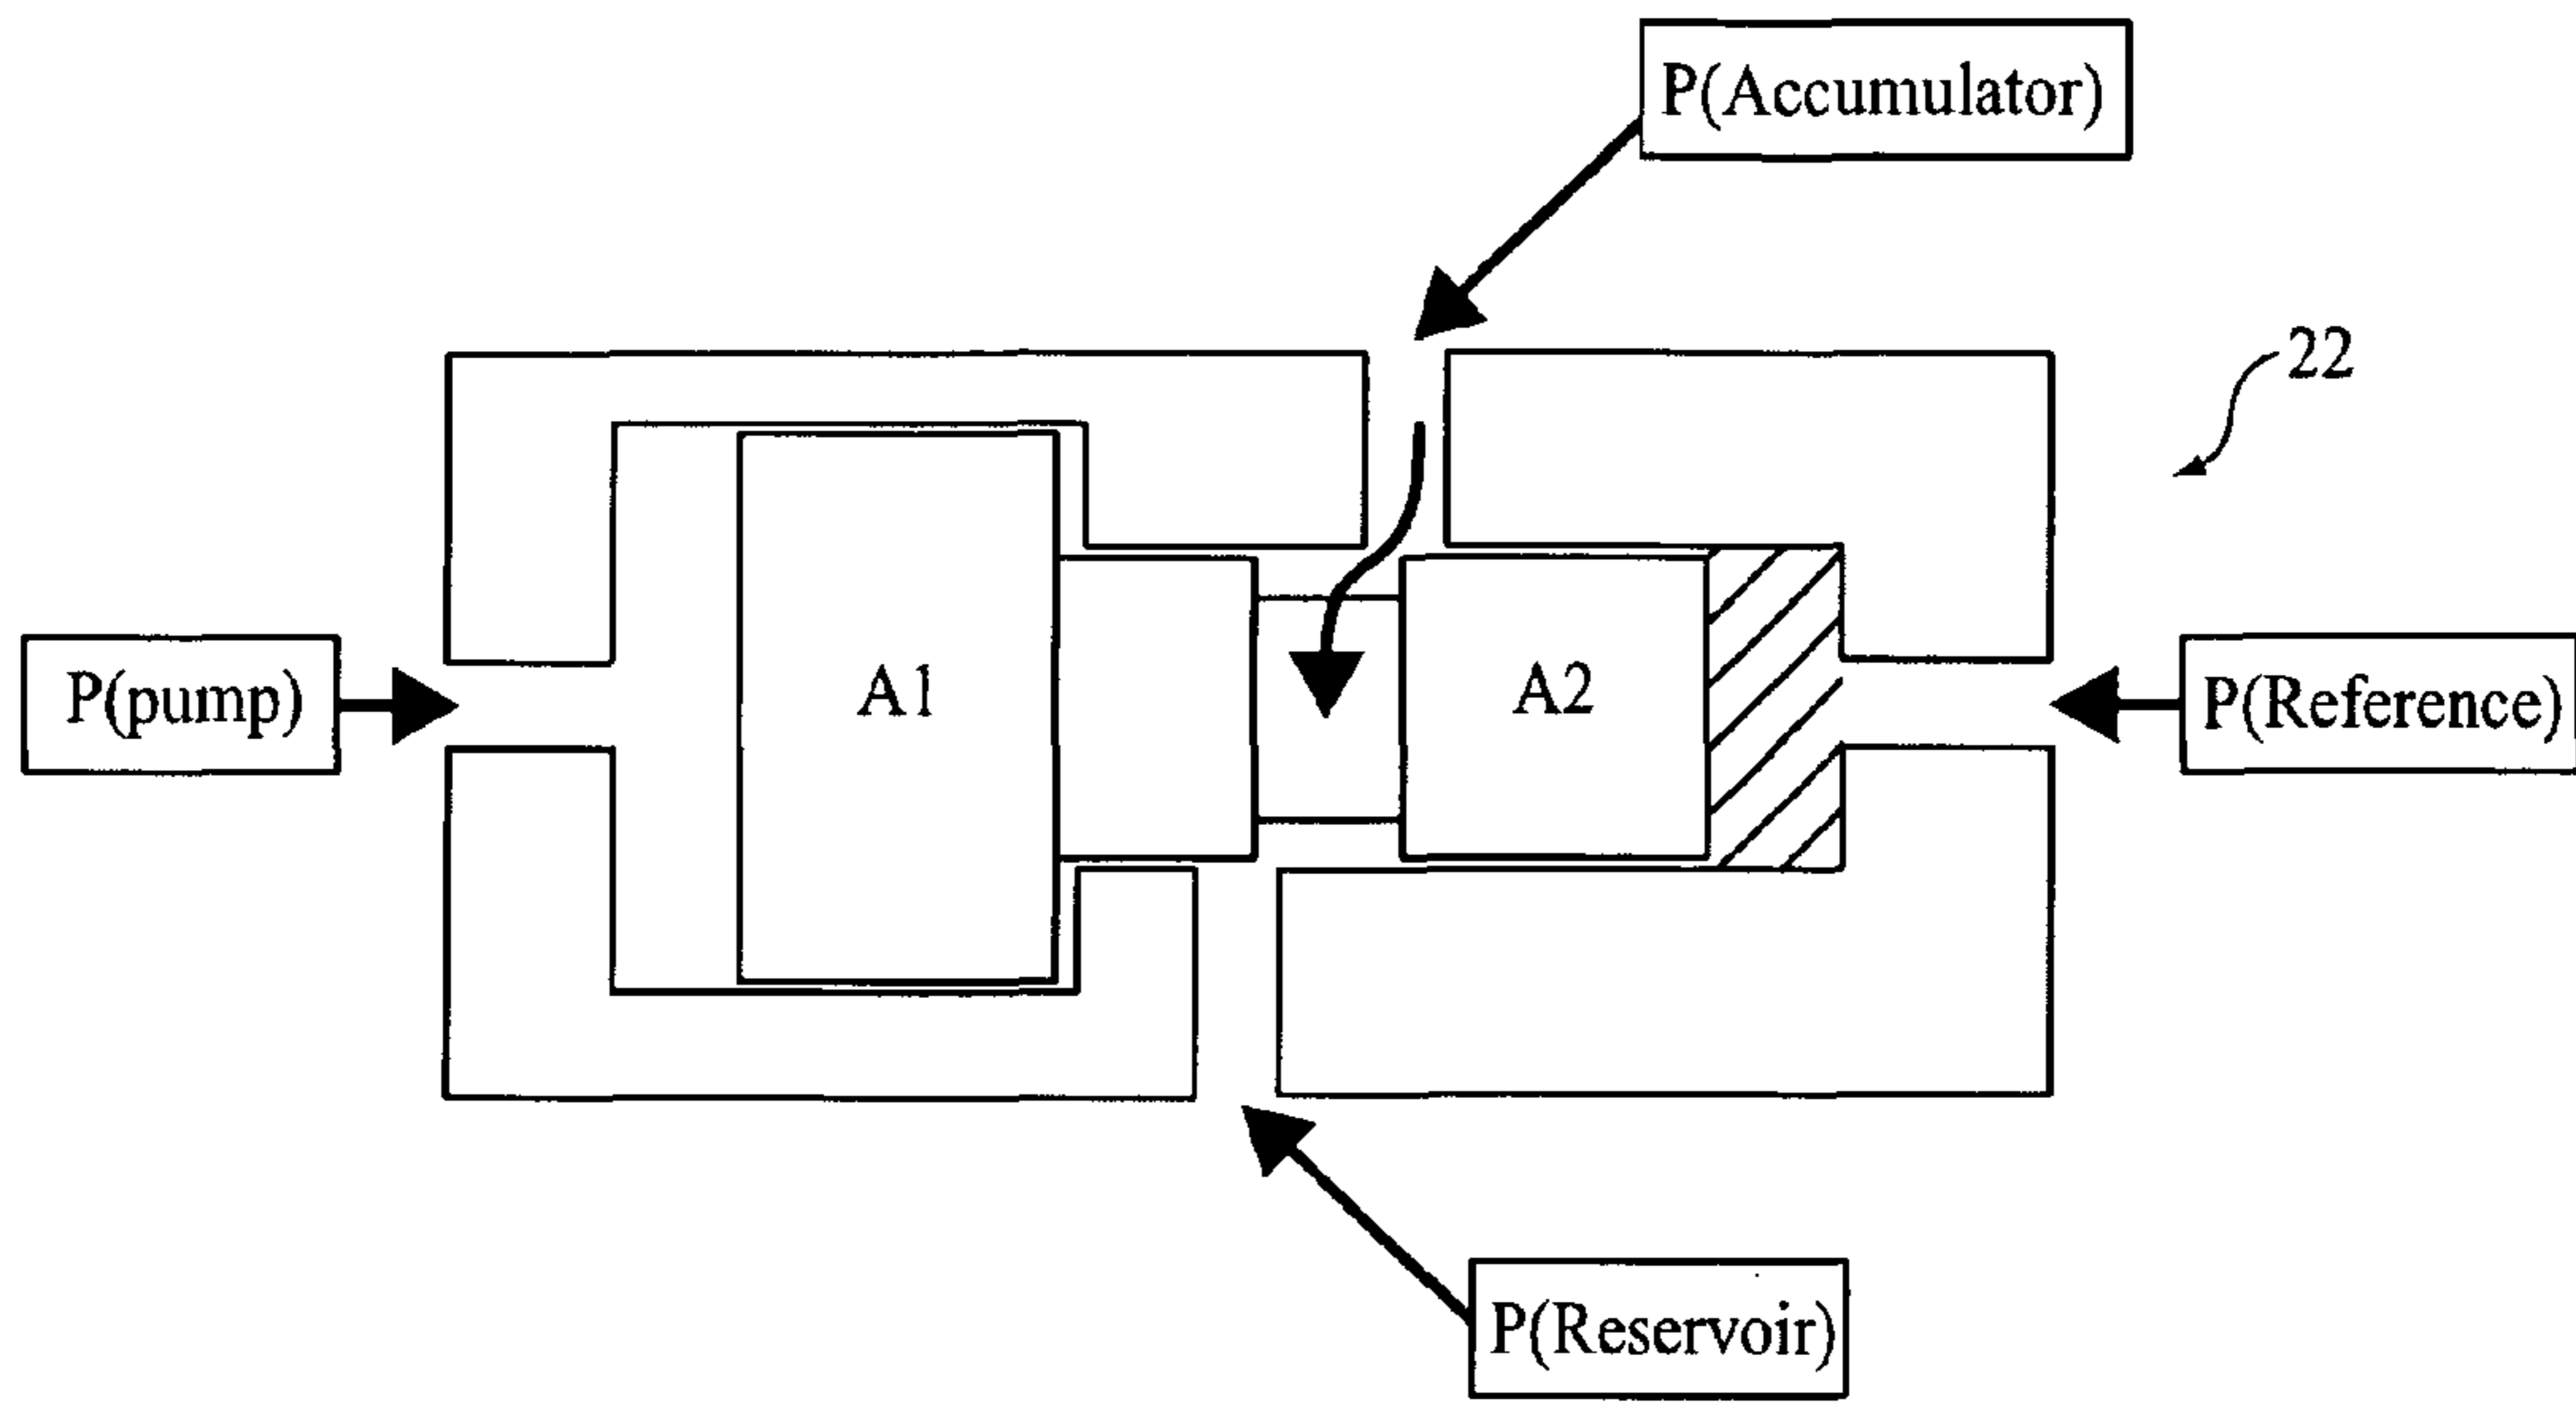 P(Accumulator)
22
P(pump)
A1
A2
P(Reference)
P(Reservoir)